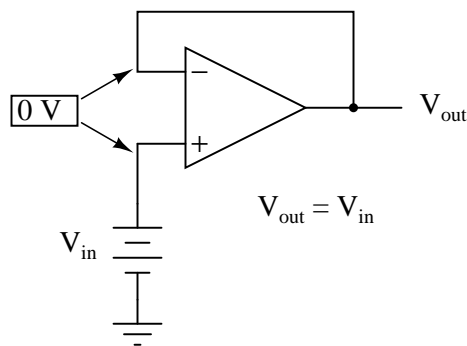 −
0 V
V_out
+
V_out = V_in
V_in